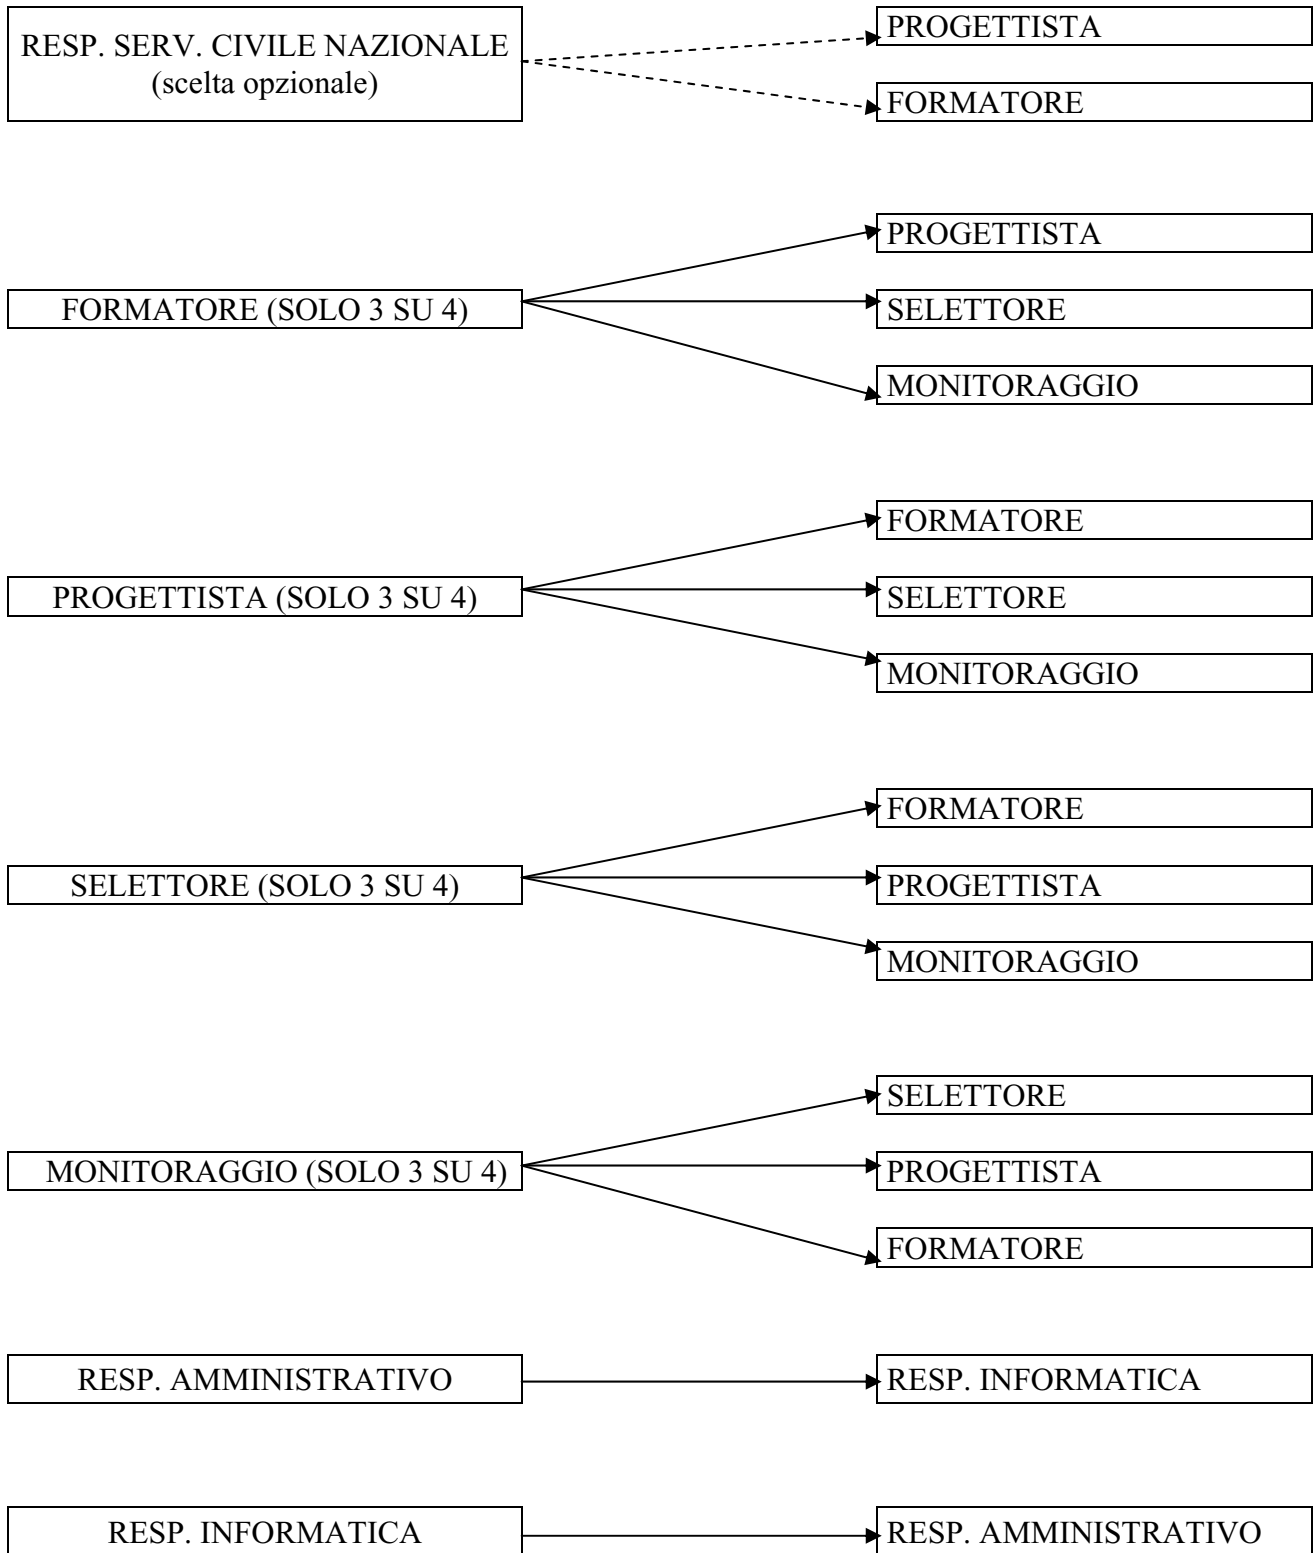 RESP. SERV. CIVILE NAZIONALE
(scelta opzionale)
PROGETTISTA
FORMATORE
FORMATORE (SOLO 3 SU 4)
PROGETTISTA
SELETTORE
MONITORAGGIO
PROGETTISTA (SOLO 3 SU 4)
FORMATORE
SELETTORE
MONITORAGGIO
SELETTORE (SOLO 3 SU 4)
FORMATORE
PROGETTISTA
MONITORAGGIO
MONITORAGGIO (SOLO 3 SU 4)
SELETTORE
PROGETTISTA
FORMATORE
RESP. AMMINISTRATIVO
RESP. INFORMATICA
RESP. INFORMATICA
RESP. AMMINISTRATIVO